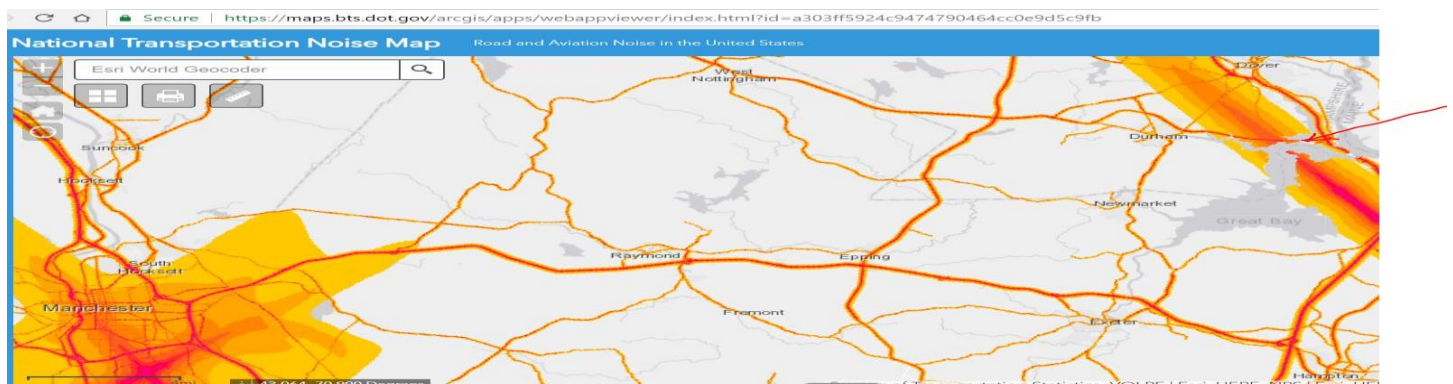 Secure | https://maps.bts.dot.gov/arcgis/apps/webappviewer/index.html?id=a303ff5924c9474790464cc0e9d5c9fb
National Transportation Noise Map Road and Aviation Noise in the United States
Esri World Geocoder
West
Nottingham
Dover
Suncook
Durham
Hooksett
Newmarket
Great Bay
South
Hooksett
Raymond
Epping
Manchester
Fremont
Exeter
Hampton